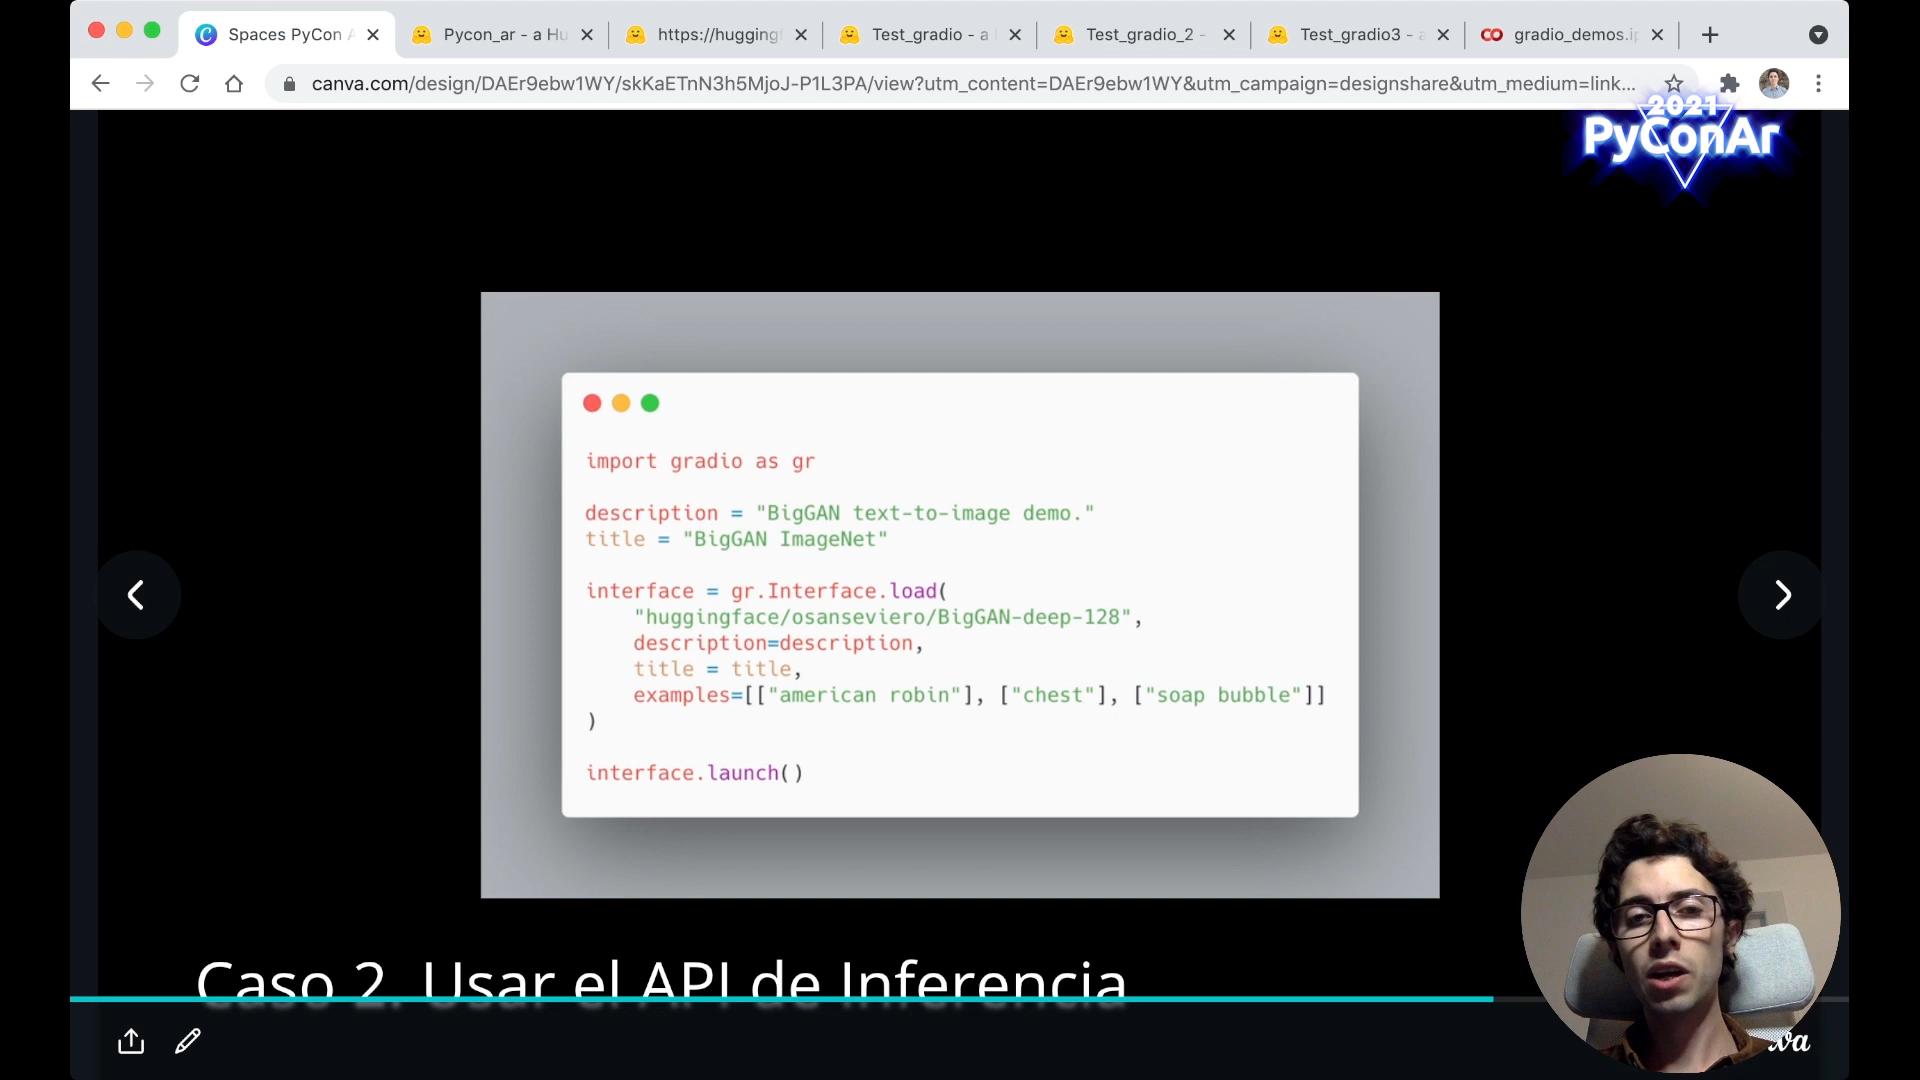 Spaces PyCon A
Pycon_ar - a Hu
https://hugging
Test_gradio - a
Test_gradio_2 -
Test_gradio3 - a
gradio_demos.ip
canva.com/design/DAEr9ebw1WY/skKaETnN3h5MjoJ-P1L3PA/view?utm_content=DAEr9ebw1WY&utm_campaign=designshare&utm_medium=link...
2021
PyConAr
import gradio as gr
description = "BigGAN text-to-image demo."
title = "BigGAN ImageNet"
interface = gr.Interface.load(
"huggingface/osanseviero/BigGAN-deep-128",
description=description,
title = title,
examples=[["american robin"], ["chest"], ["soap bubble"]]
)
interface.launch()
Caso 2. Usar el API de Inferencia